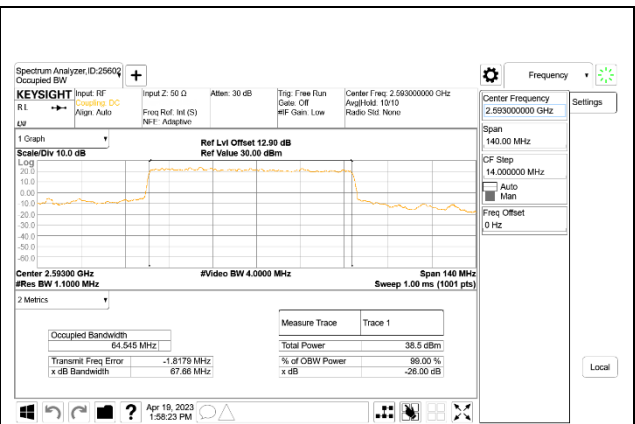 Spectrum Analyzer,ID:25602
Occupied BW
Frequency
KEYSIGHT
RL
Input: RF
Coupling: DC
Align: Auto
Input Z: 50 Ω
Freq Ref: Int (S)
NFE: Adaptive
Atten: 30 dB
Trig: Free Run
Gate: Off
#IF Gain: Low
Center Freq: 2.593000000 GHz
Avg|Hold: 10/10
Radio Std: None
Center Frequency
2.593000000 GHz
Settings
Span
140.00 MHz
CF Step
14.000000 MHz
Auto
Man
Freq Offset
0 Hz
1 Graph
Scale/Div 10.0 dB
Ref Lvl Offset 12.90 dB
Ref Value 30.00 dBm
Log
20.0
10.0
0.00
-10.0
-20.0
-30.0
-40.0
-50.0
-60.0
Center 2.59300 GHz
#Video BW 4.0000 MHz
Span 140 MHz
#Res BW 1.1000 MHz
Sweep 1.00 ms (1001 pts)
2 Metrics
Measure Trace
Trace 1
Occupied Bandwidth
64.545 MHz
Total Power
38.5 dBm
Transmit Freq Error
-1.8179 MHz
% of OBW Power
99.00 %
x dB Bandwidth
67.66 MHz
x dB
-26.00 dB
Local
Apr 19, 2023
1:58:23 PM